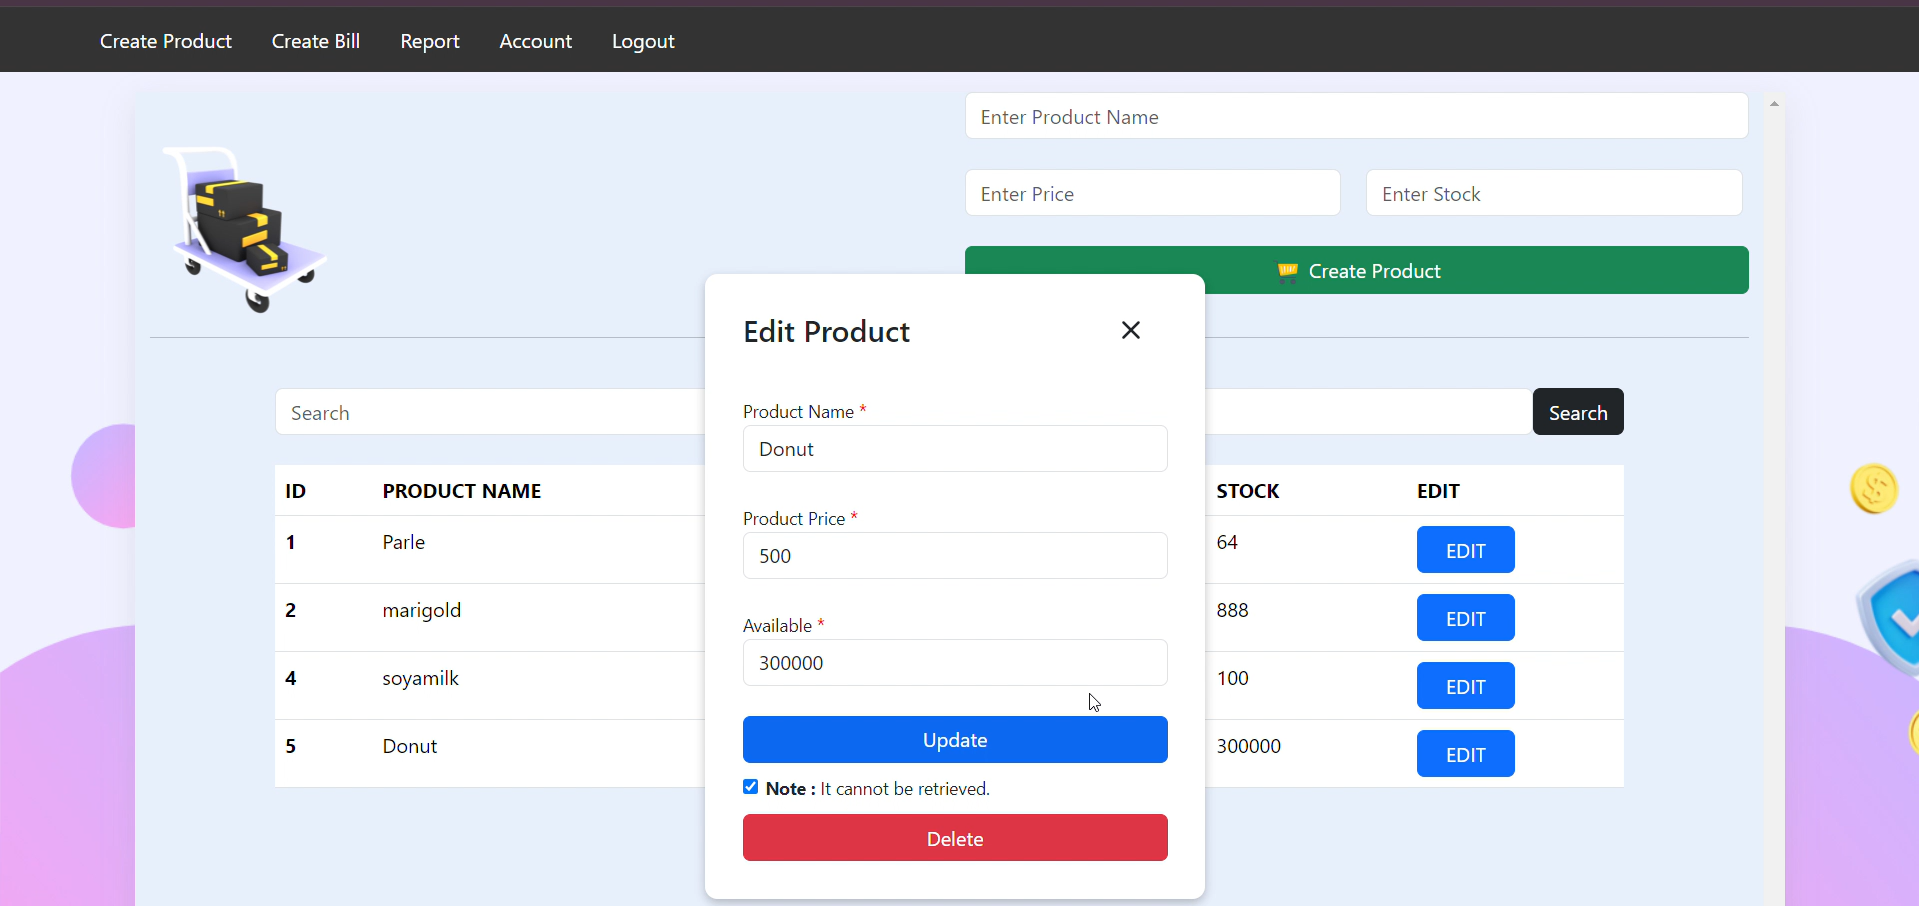 Create Product Create Bill Report Account Logout
Enter Product Name
Enter Price Enter Stock
Create Product
Search Search
ID PRODUCT NAME STOCK EDIT
1 Parle 64 EDIT
2 marigold 888 EDIT
4 soyamilk 100 EDIT
5 Donut 300000 EDIT
Edit Product
Product Name *
Donut
Product Price *
500
Available *
300000
Update
Note : It cannot be retrieved.
Delete